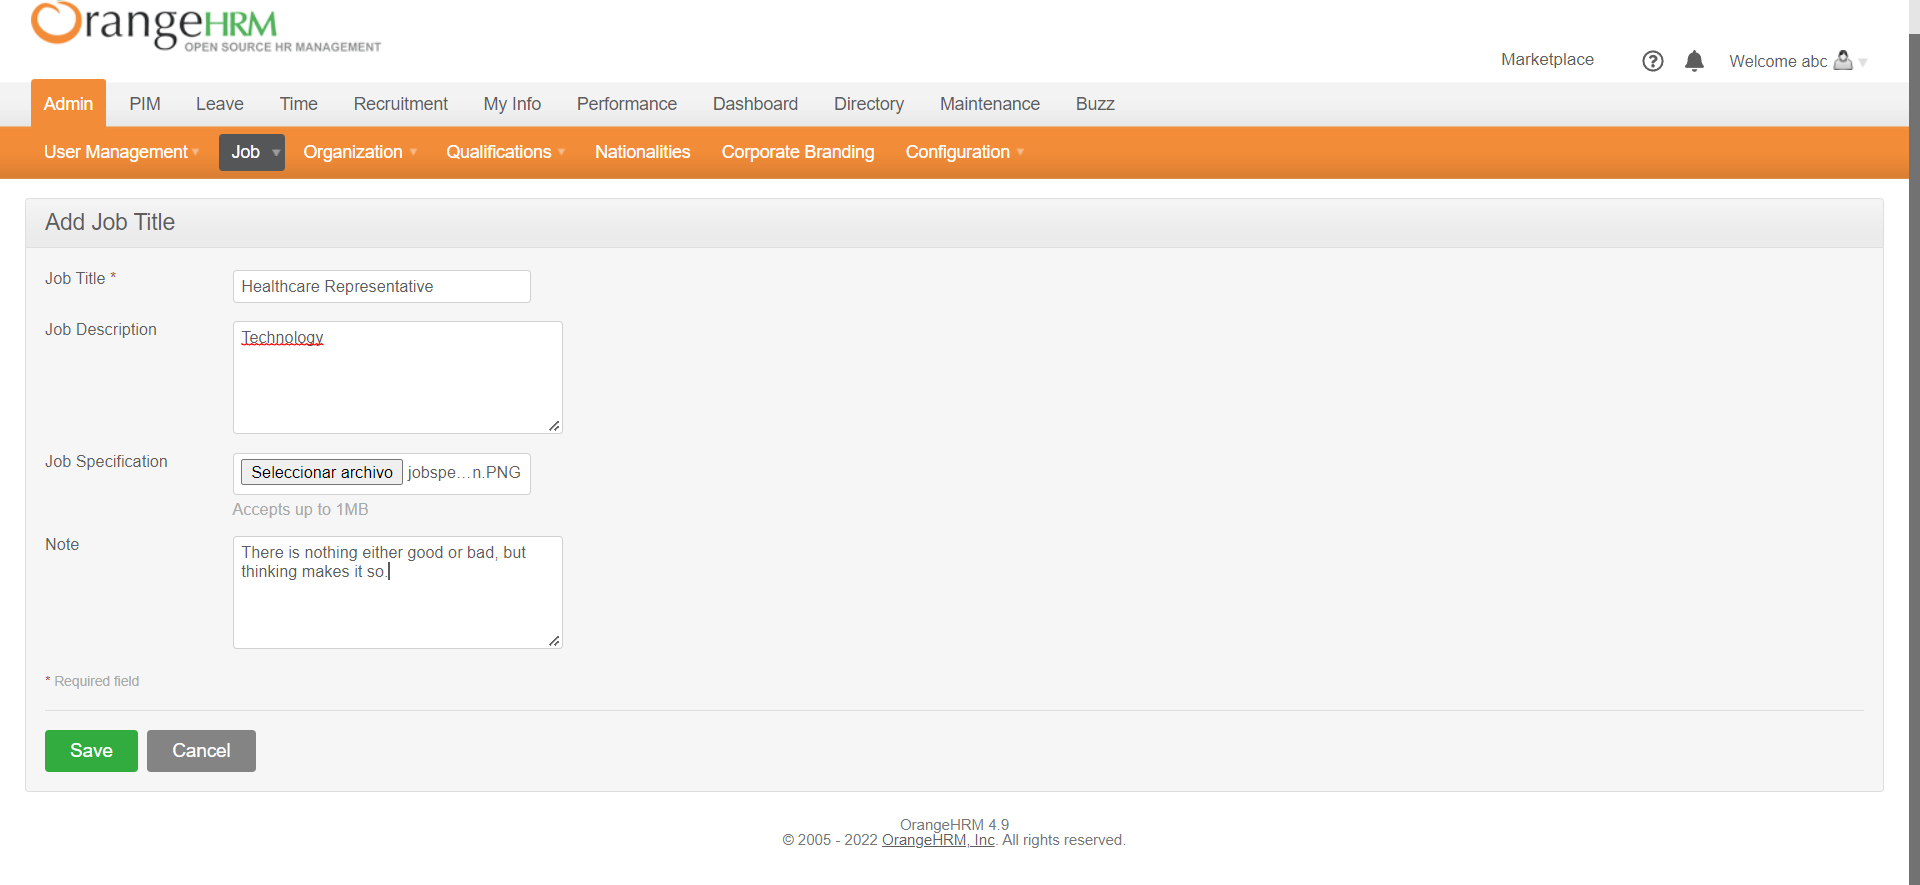 OrangeHRM
OPEN SOURCE HR MANAGEMENT
Marketplace
Welcome abc
Admin PIM Leave Time Recruitment My Info Performance Dashboard Directory Maintenance Buzz
User Management Job Organization Qualifications Nationalities Corporate Branding Configuration
Add Job Title
Job Title *
Healthcare Representative
Job Description
Technology
Job Specification
Seleccionar archivo jobspe...n.PNG
Accepts up to 1MB
Note
There is nothing either good or bad, but
thinking makes it so.
* Required field
Save Cancel
OrangeHRM 4.9
© 2005 - 2022 OrangeHRM, Inc. All rights reserved.